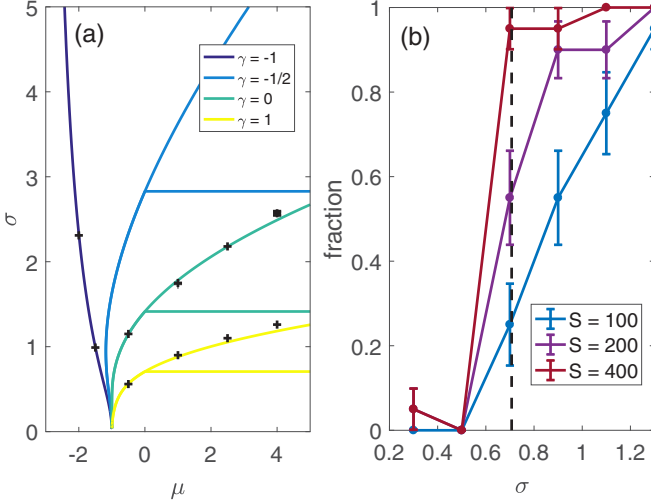 (a)
γ = -1
γ = -1/2
γ = 0
γ = 1
5
4
3
2
1
0
σ
-2 0 2 4
μ
(b)
1
0.8
0.6
0.4
0.2
0
fraction
S = 100
S = 200
S = 400
0.2 0.4 0.6 0.8 1 1.2
σ